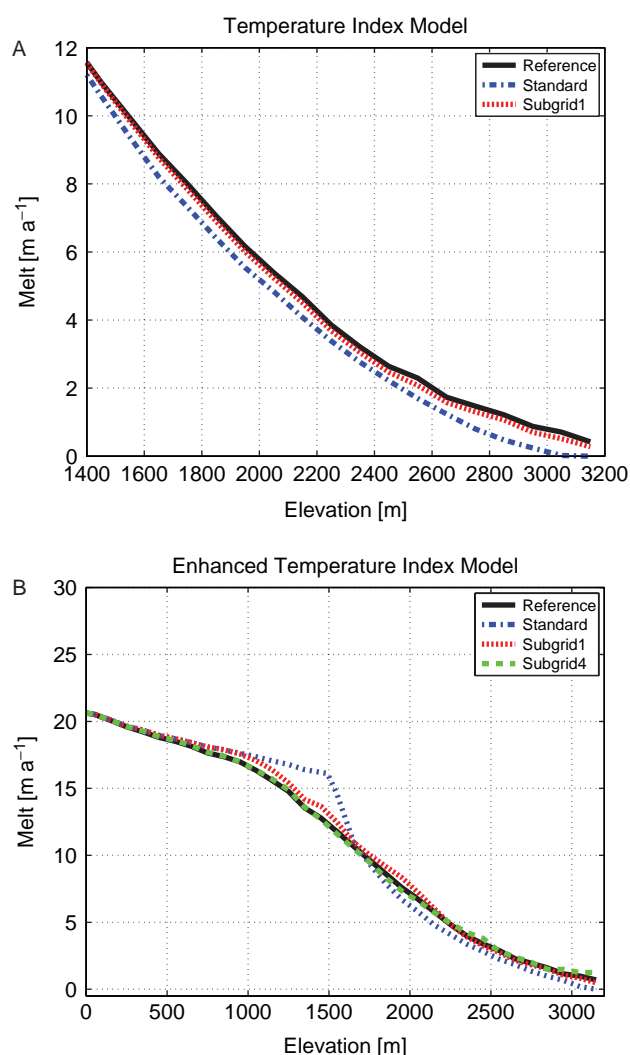 Temperature Index Model
A
12
10
8
6
4
2
0
Melt [m a⁻¹]
Reference
Standard
Subgrid1
1400 1600 1800 2000 2200 2400 2600 2800 3000 3200
Elevation [m]
Enhanced Temperature Index Model
B
30
25
20
15
10
5
0
Melt [m a⁻¹]
Reference
Standard
Subgrid1
Subgrid4
0 500 1000 1500 2000 2500 3000
Elevation [m]